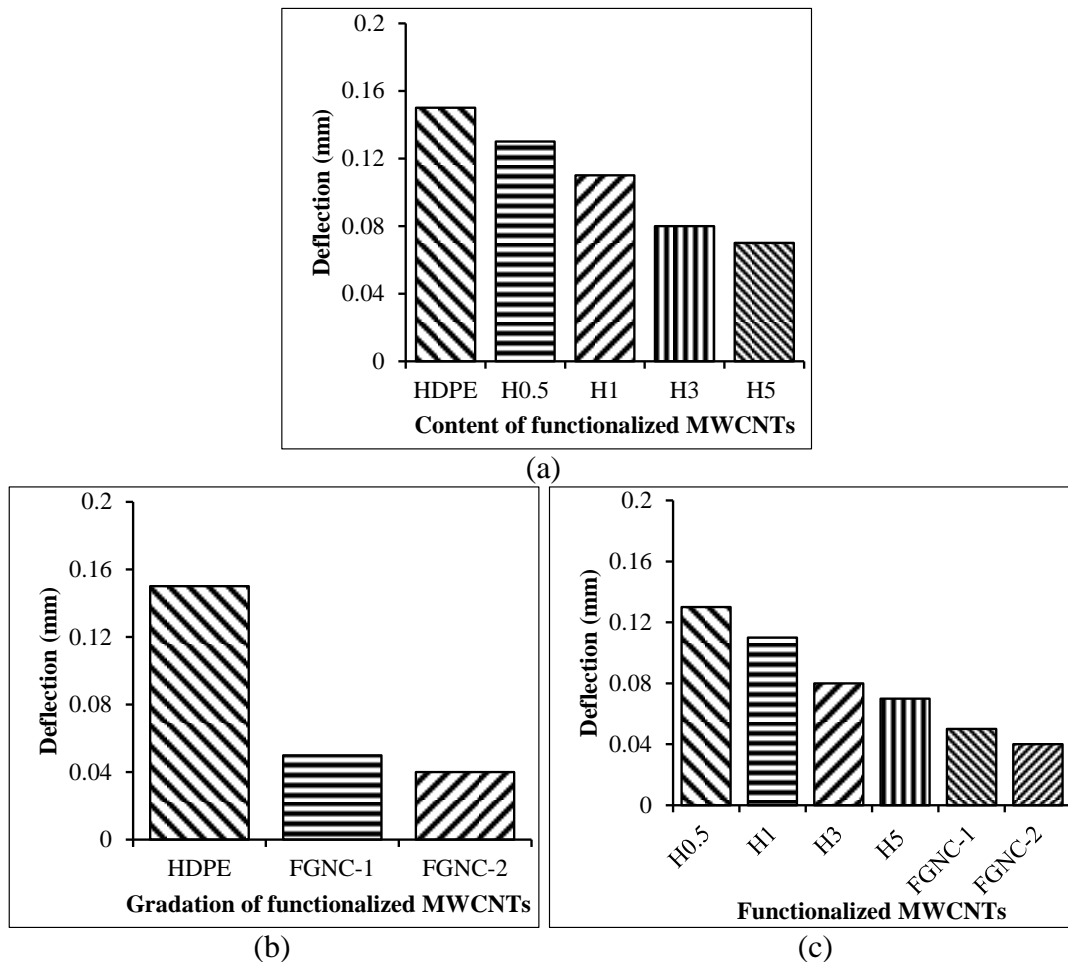 0.2
0.16
0.12
0.08
0.04
0
Deflection (mm)
HDPE H0.5 H1 H3 H5
Content of functionalized MWCNTs
(a)
0.2
0.16
0.12
0.08
0.04
0
Deflection (mm)
HDPE FGNC-1 FGNC-2
Gradation of functionalized MWCNTs
(b)
0.2
0.16
0.12
0.08
0.04
0
Deflection (mm)
H0.5 H1 H3 H5 FGNC-1 FGNC-2
Functionalized MWCNTs
(c)